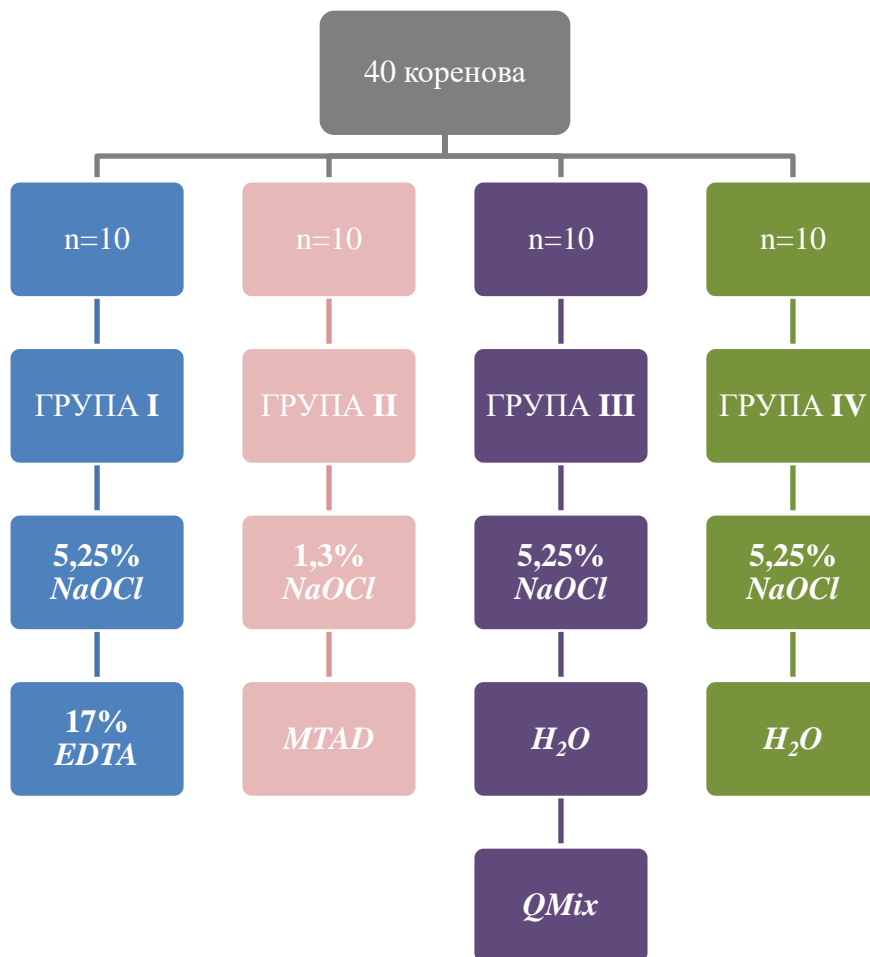 40 коренова
n=10
n=10
n=10
n=10
ГРУПА I
ГРУПА II
ГРУПА III
ГРУПА IV
5,25%
NaOCl
1,3%
NaOCl
5,25%
NaOCl
5,25%
NaOCl
17%
EDTA
MTAD
H₂O
H₂O
QMix